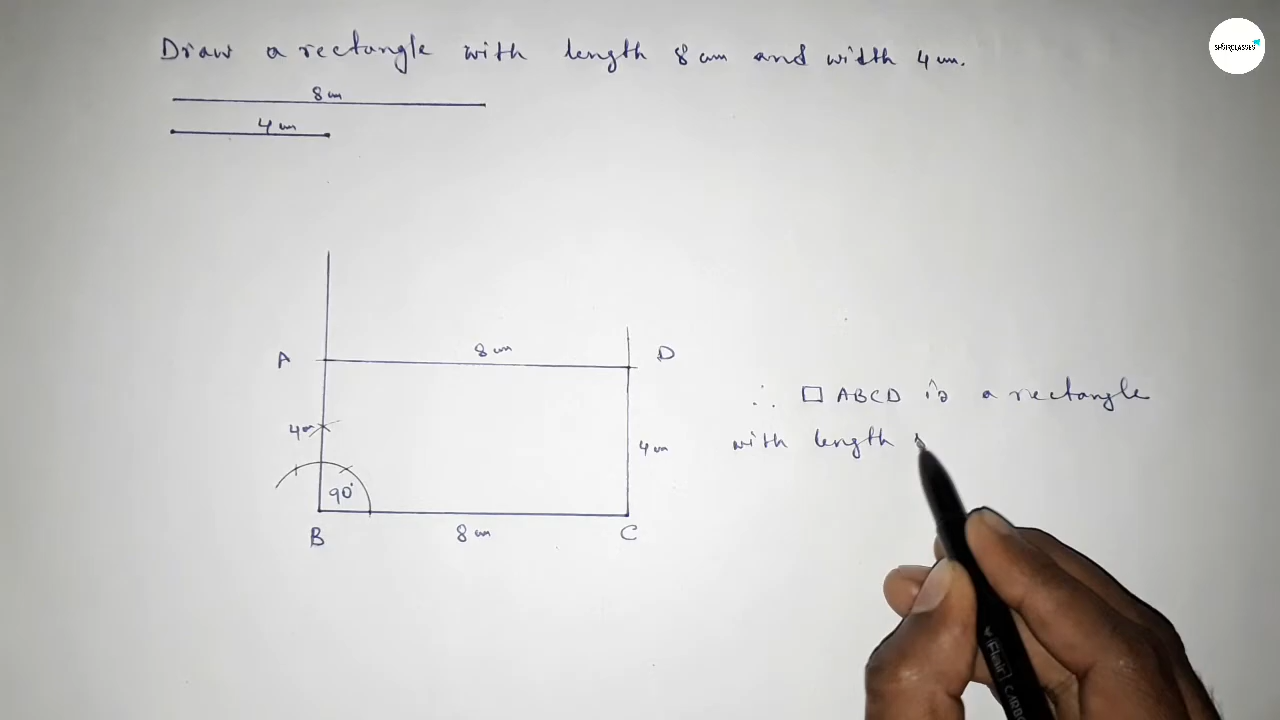 Draw a rectangle with length 8 cm and width 4 cm.
SHSIRCLASSES
8 cm
4 cm
A
8 cm
D
4 cm
4 cm
90°
B
8 cm
C
∴ □ ABCD is a rectangle
with length